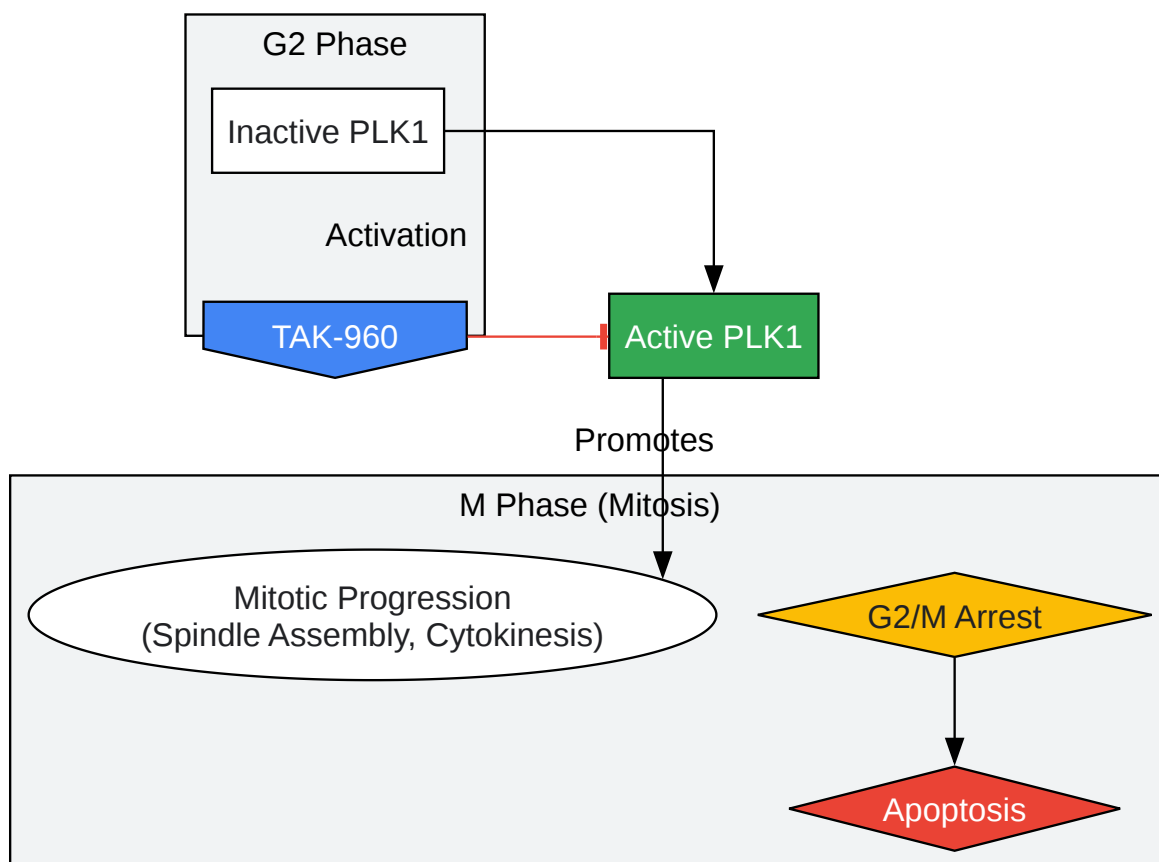 G2 Phase
Inactive PLK1
Activation
TAK-960
Active PLK1
Promotes
M Phase (Mitosis)
Mitotic Progression
(Spindle Assembly, Cytokinesis)
G2/M Arrest
Apoptosis